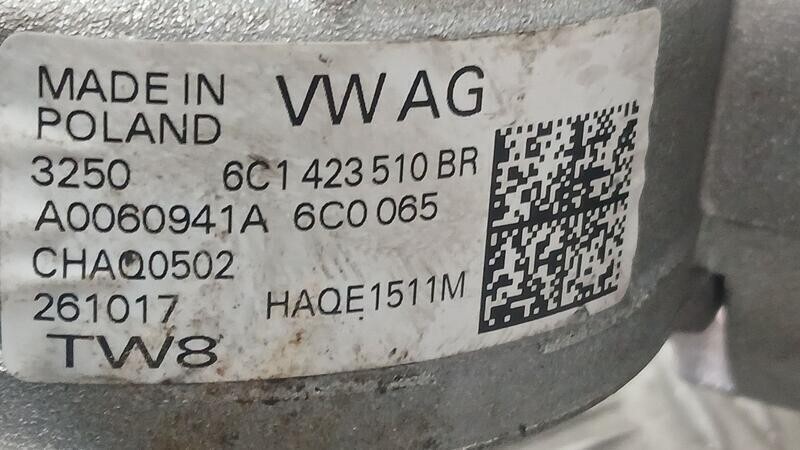 MADE IN VW AG
POLAND
3250 6C1 423 510 BR
A0060941A 6C0 065
CHAQ0502
261017 HAQE1511M
TW8